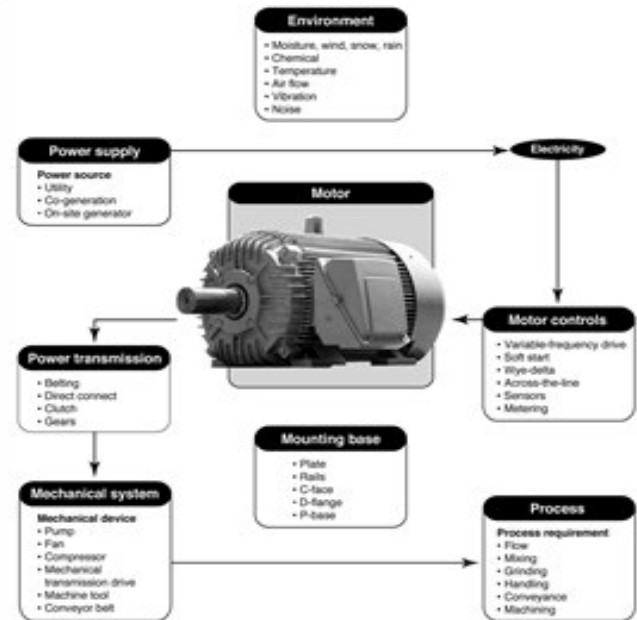 Environment
• Moisture, wind, snow, rain
• Chemical
• Temperature
• Air flow
• Vibration
• Noise
Power supply
Power source
• Utility
• Co-generation
• On-site generator
Electricity
Motor
Motor controls
• Variable-frequency drive
• Soft start
• Wye-delta
• Across-the-line
• Sensors
• Metering
Power transmission
• Belting
• Direct connect
• Clutch
• Gears
Mounting base
• Plate
• Rails
• C-face
• D-flange
• P-base
Mechanical system
Mechanical device
• Pump
• Fan
• Compressor
• Mechanical
transmission drive
• Machine tool
• Conveyor belt
Process
Process requirement
• Flow
• Mixing
• Grinding
• Handling
• Conveyance
• Machining